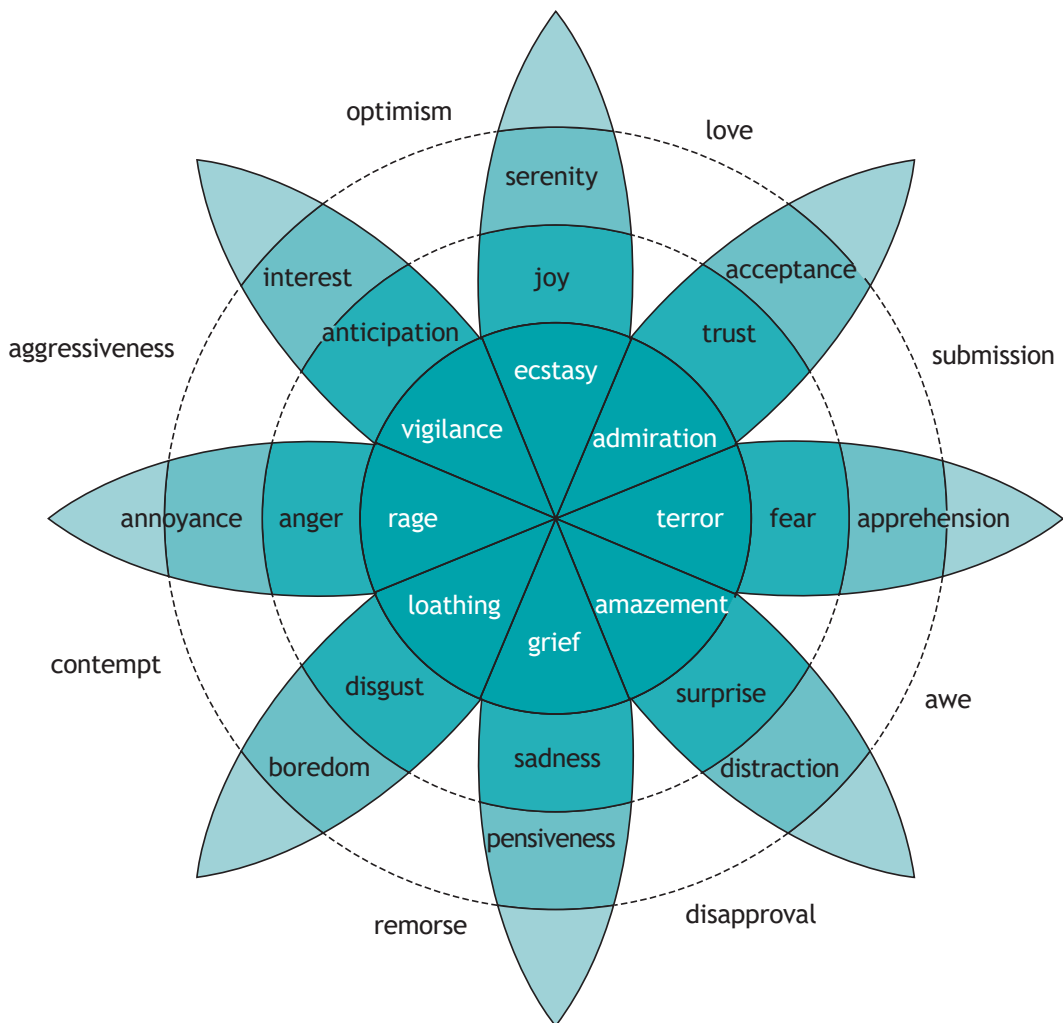 optimism
love
serenity
interest
joy
acceptance
anticipation
trust
aggressiveness
submission
ecstasy
vigilance
admiration
annoyance
anger
rage
terror
fear
apprehension
loathing
amazement
grief
contempt
disgust
surprise
awe
boredom
sadness
distraction
pensiveness
remorse
disapproval